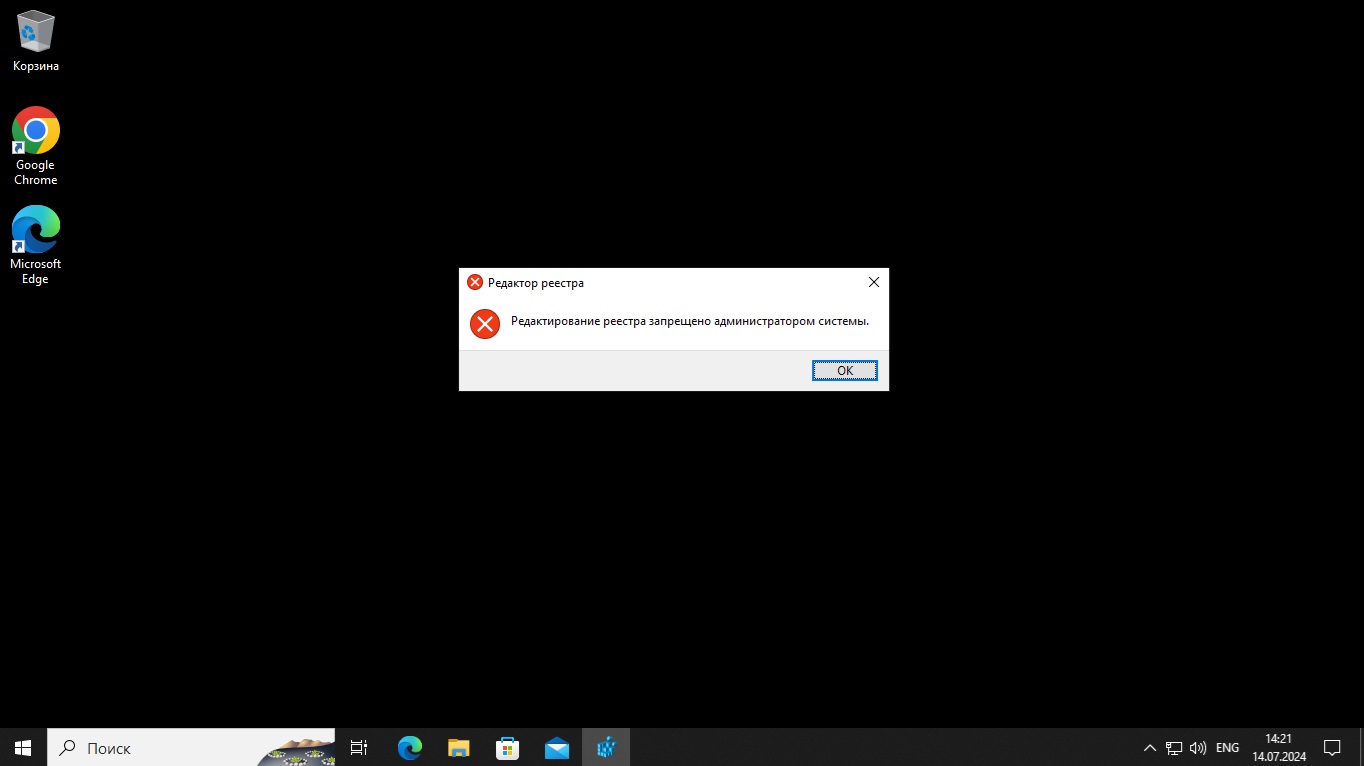 Корзина
Google
Chrome
Microsoft
Edge
Редактор реестра
Редактирование реестра запрещено администратором системы.
OK
Поиск
ENG
14:21
14.07.2024